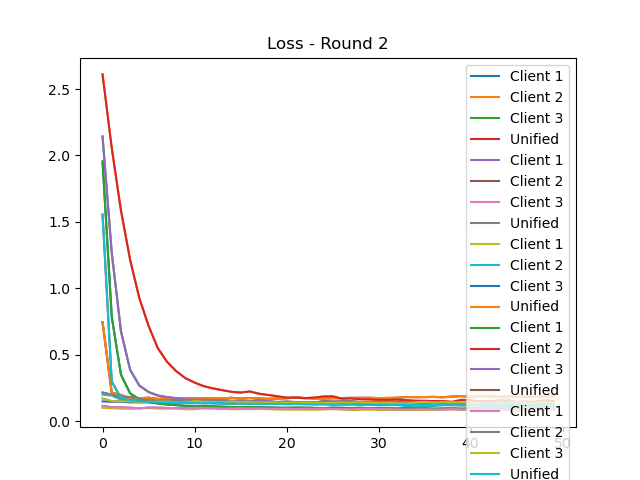 Loss - Round 2
2.5
2.0
1.5
1.0
0.5
0.0
0
10
20
30
40
50
Client 1
Client 2
Client 3
Unified
Client 1
Client 2
Client 3
Unified
Client 1
Client 2
Client 3
Unified
Client 1
Client 2
Client 3
Unified
Client 1
Client 2
Client 3
Unified